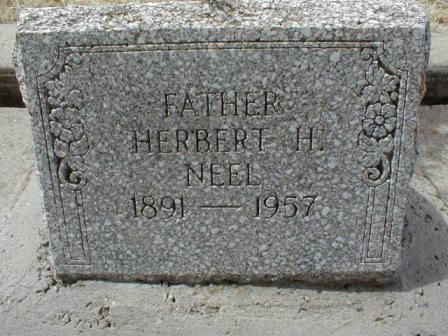 FATHER
HERBERT H.
NEEL
1891 — 1957